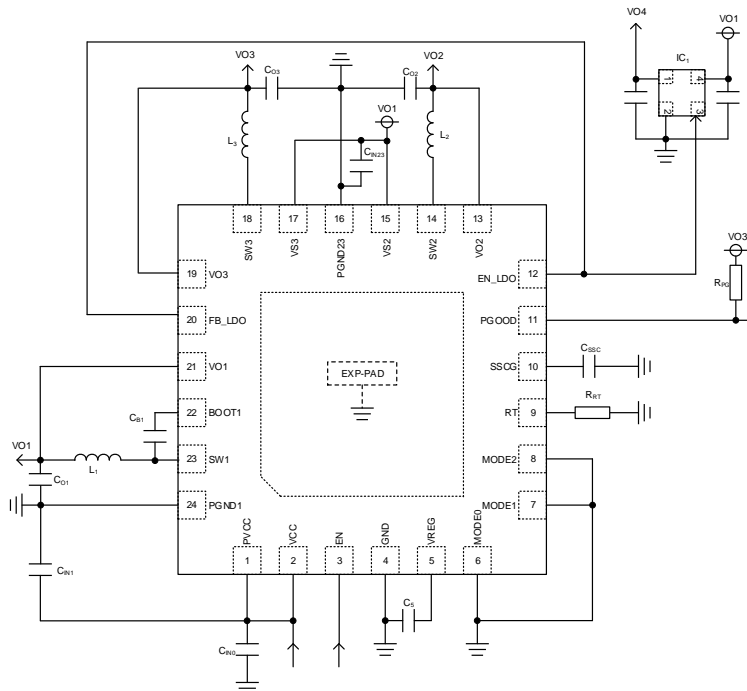 VO4
VO1
IC1
1
4
2
3
VO3
CO3
CO2
VO2
VO1
L3
CIN23
L2
18
17
16
15
14
13
SW3
VS3
PGND23
VS2
SW2
VO2
19
VO3
12
EN_LDO
VO3
RPG
20
FB_LDO
PGOOD
11
21
VO1
EXP-PAD
SSCG
10
CSSC
22
BOOT1
CB1
RT
9
RRT
VO1
L1
23
SW1
MODE2
8
CO1
24
PGND1
MODE1
7
PVCC
VCC
EN
GND
VREG
MODE0
1
2
3
4
5
6
CIN1
C5
CIN0